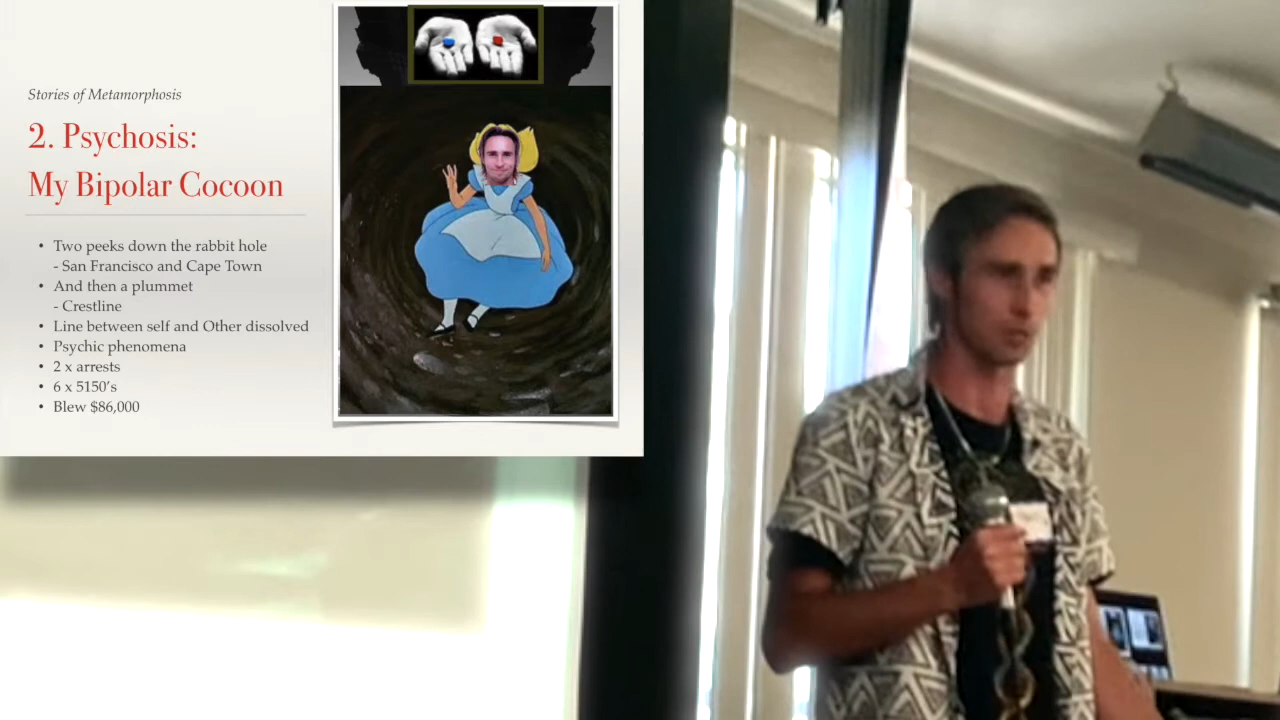 Stories of Metamorphosis
2. Psychosis:
My Bipolar Cocoon
• Two peeks down the rabbit hole
- San Francisco and Cape Town
• And then a plummet
- Crestline
• Line between self and Other dissolved
• Psychic phenomena
• 2 x arrests
• 6 x 5150’s
• Blew $86,000